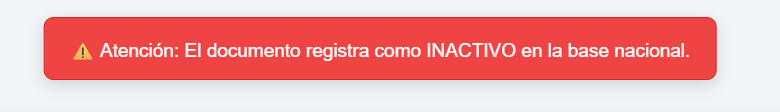 ⚠️ Atención: El documento registra como INACTIVO en la base nacional.